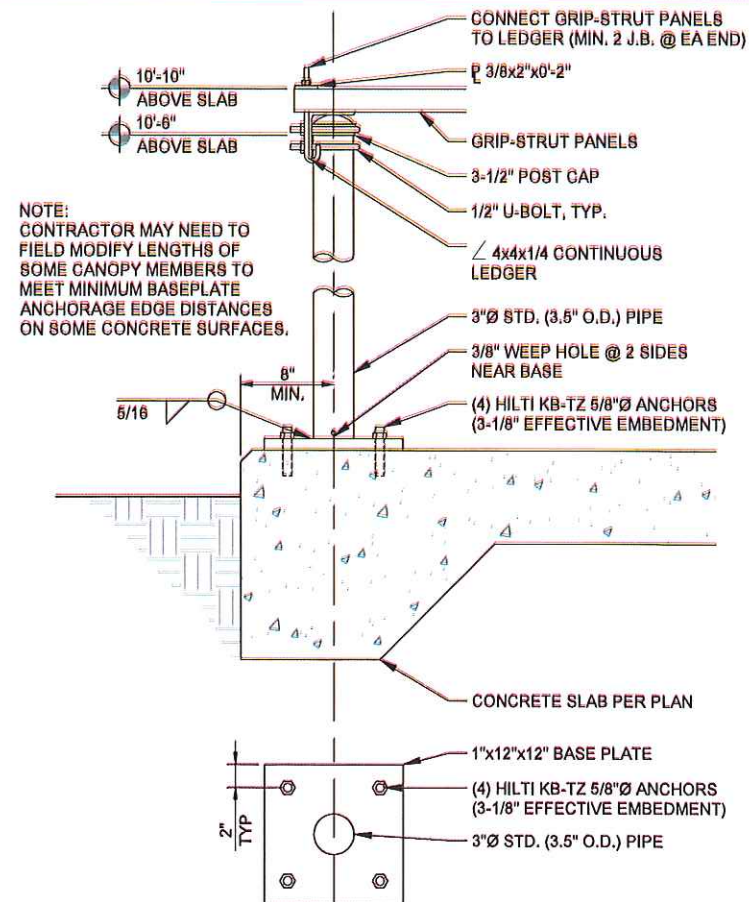 CONNECT GRIP-STRUT PANELS
TO LEDGER (MIN. 2 J.B. @ EA END)
℄ 3/8x2"x0'-2"
10'-10"
ABOVE SLAB
10'-6"
ABOVE SLAB
GRIP-STRUT PANELS
3-1/2" POST CAP
1/2" U-BOLT, TYP.
∠ 4x4x1/4 CONTINUOUS
LEDGER
NOTE:
CONTRACTOR MAY NEED TO
FIELD MODIFY LENGTHS OF
SOME CANOPY MEMBERS TO
MEET MINIMUM BASEPLATE
ANCHORAGE EDGE DISTANCES
ON SOME CONCRETE SURFACES.
3"Ø STD. (3.5" O.D.) PIPE
3/8" WEEP HOLE @ 2 SIDES
NEAR BASE
8"
MIN.
5/16
(4) HILTI KB-TZ 5/8"Ø ANCHORS
(3-1/8" EFFECTIVE EMBEDMENT)
CONCRETE SLAB PER PLAN
1"x12"x12" BASE PLATE
(4) HILTI KB-TZ 5/8"Ø ANCHORS
(3-1/8" EFFECTIVE EMBEDMENT)
2"
TYP
3"Ø STD. (3.5" O.D.) PIPE